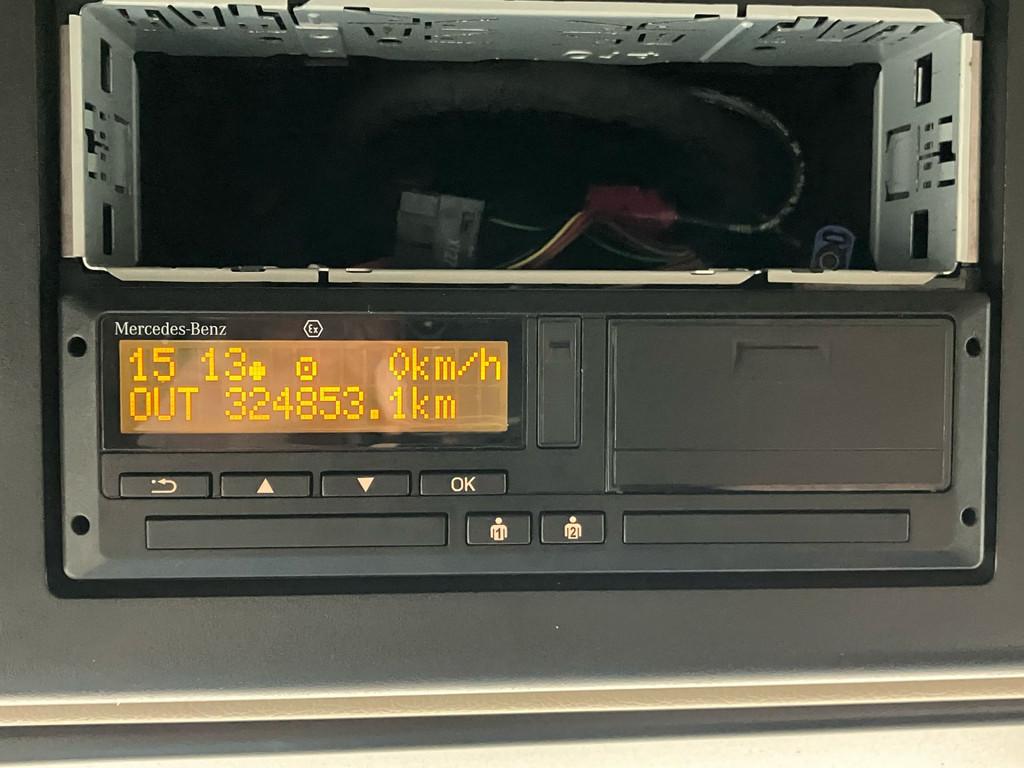 Mercedes-Benz Ex
15 13 0km/h
OUT 324853.1km
OK
1 2